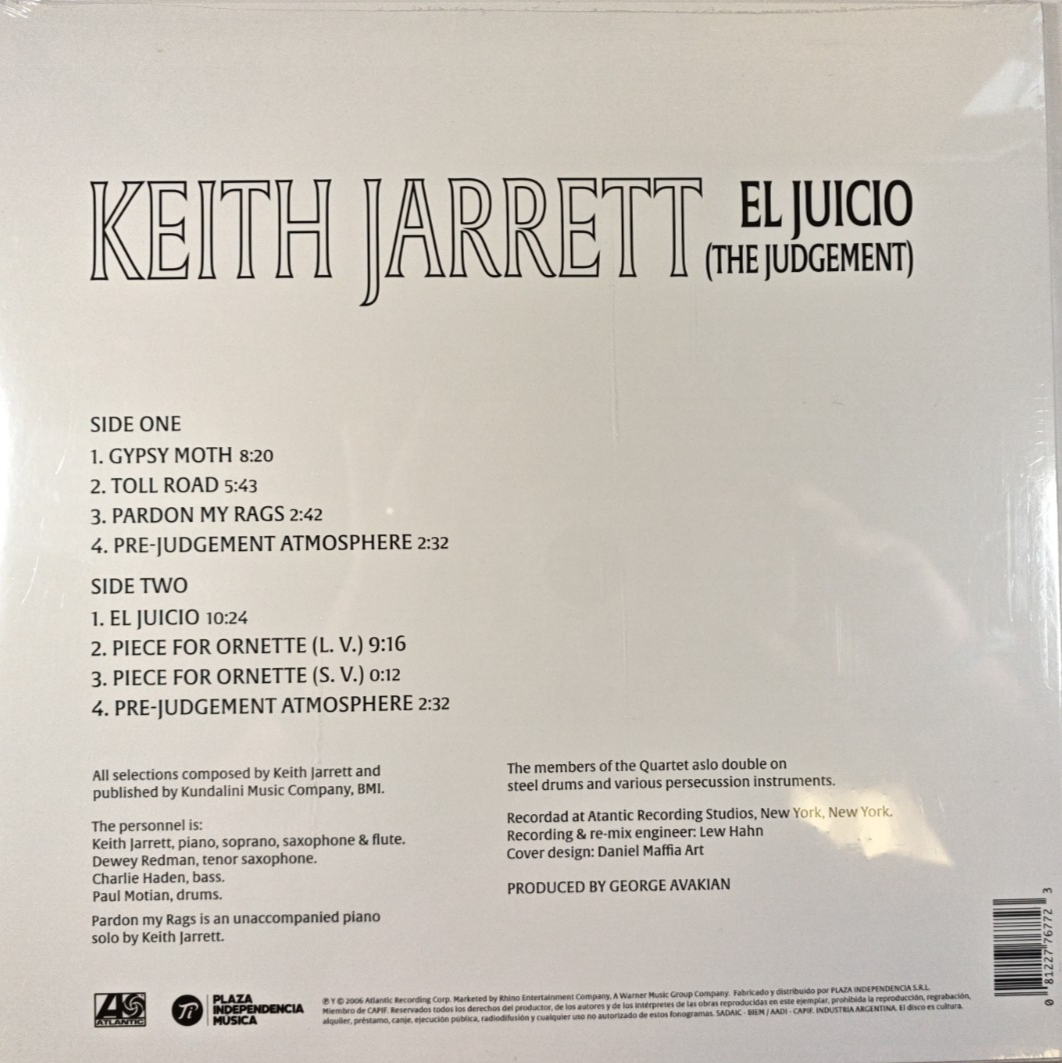 KEITH JARRETT EL JUICIO
(THE JUDGEMENT)
SIDE ONE
1. GYPSY MOTH 8:20
2. TOLL ROAD 5:43
3. PARDON MY RAGS 2:42
4. PRE-JUDGEMENT ATMOSPHERE 2:32
SIDE TWO
1. EL JUICIO 10:24
2. PIECE FOR ORNETTE (L. V.) 9:16
3. PIECE FOR ORNETTE (S. V.) 0:12
4. PRE-JUDGEMENT ATMOSPHERE 2:32
All selections composed by Keith Jarrett and
published by Kundalini Music Company, BMI.
The personnel is:
Keith Jarrett, piano, soprano, saxophone & flute.
Dewey Redman, tenor saxophone.
Charlie Haden, bass.
Paul Motian, drums.
Pardon my Rags is an unaccompanied piano
solo by Keith Jarrett.
The members of the Quartet aslo double on
steel drums and various persecussion instruments.
Recordad at Atantic Recording Studios, New York, New York.
Recording & re-mix engineer: Lew Hahn
Cover design: Daniel Maffia Art
PRODUCED BY GEORGE AVAKIAN
ATLANTIC
PLAZA
INDEPENDENCIA
MÚSICA
℗ Y © 2006 Atlantic Recording Corp. Marketed by Rhino Entertainment Company, A Warner Music Group Company. Fabricado y distribuido por PLAZA INDEPENDENCIA S.R.L.
Miembro de CAPIF. Reservados todos los derechos del productor, de los autores y de los intérpretes de las obras reproducidas en este ejemplar, prohibida la reproducción, regrabación,
alquiler, préstamo, canje, ejecución pública, radiodifusión y cualquier uso no autorizado de estos fonogramas. SADAIC - BIEM / AADI - CAPIF. INDUSTRIA ARGENTINA. El disco es cultura.
0 81227 76772 3